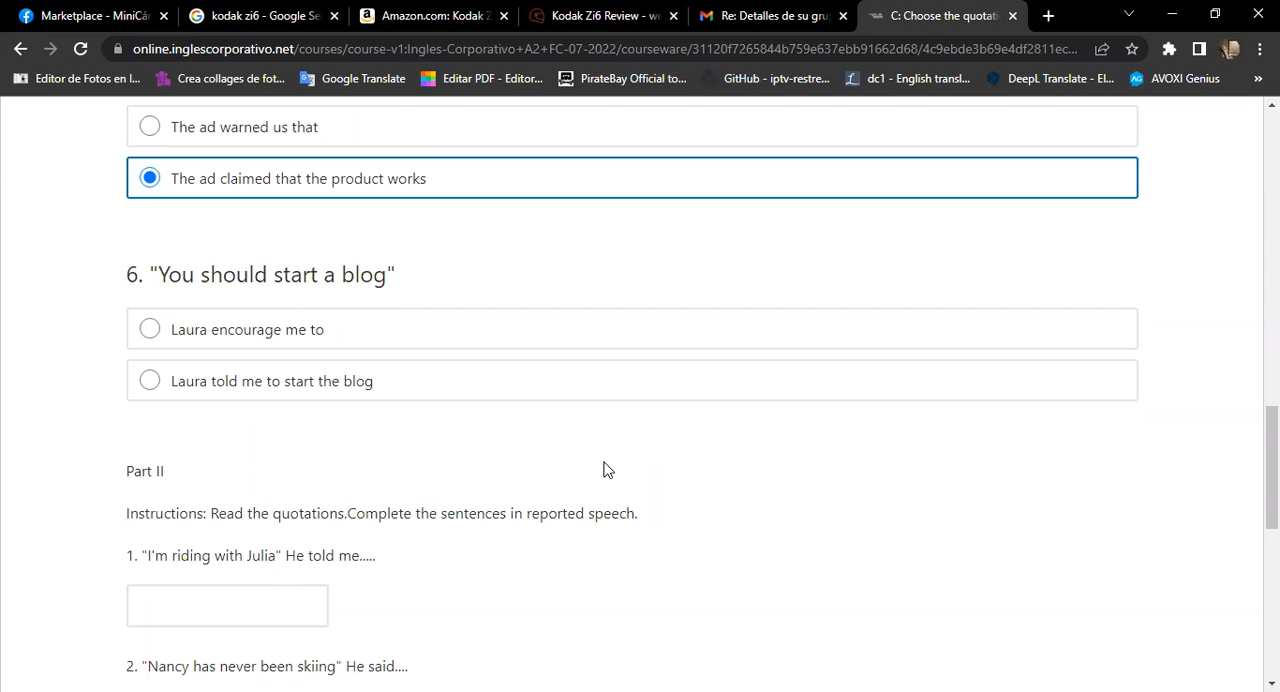 Marketplace - MiniCár
kodak zi6 - Google Se
Amazon.com: Kodak Z
Kodak Zi6 Review - we
Re: Detalles de su gru
C: Choose the quotati
online.inglescorporativo.net/courses/course-v1:Ingles-Corporativo+A2+FC-07-2022/courseware/31120f7265844b759e637ebb91662d68/4c9ebde3b69e4df2811ec...
Editor de Fotos en l...
Crea collages de fot...
Google Translate
Editar PDF - Editor...
PirateBay Official to...
GitHub - iptv-restre...
dc1 - English transl...
DeepL Translate - El...
AVOXI Genius
»
The ad warned us that
The ad claimed that the product works
6. "You should start a blog"
Laura encourage me to
Laura told me to start the blog
Part II
Instructions: Read the quotations.Complete the sentences in reported speech.
1. "I'm riding with Julia" He told me.....
2. "Nancy has never been skiing" He said....